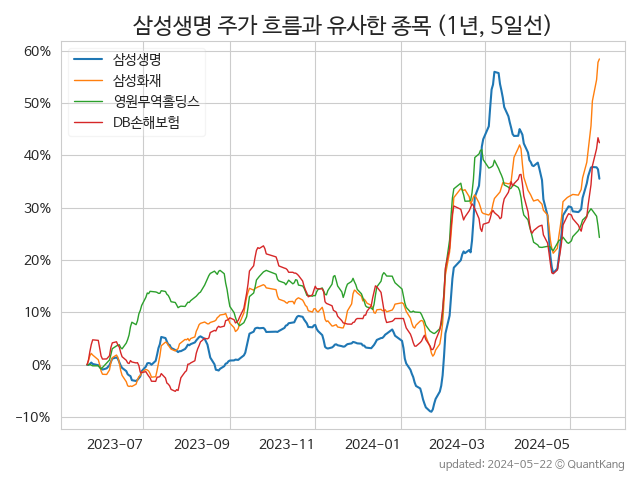 삼성생명 주가 흐름과 유사한 종목 (1년, 5일선)
60%
50%
40%
30%
20%
10%
0%
−10%
삼성생명
삼성화재
영원무역홀딩스
DB손해보험
2023−07
2023−09
2023−11
2024−01
2024−03
2024−05
updated: 2024-05-22 © QuantKang